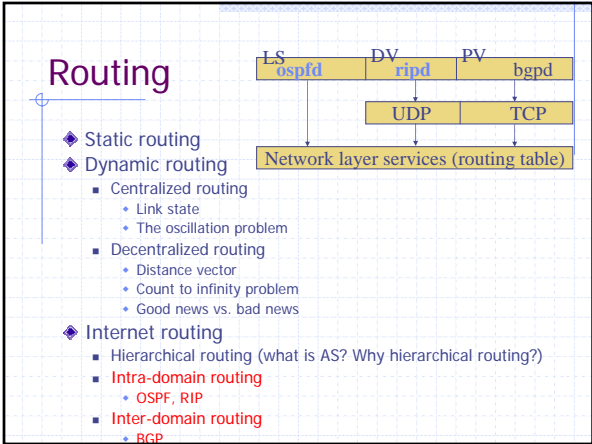 Routing
LS DV PV
ospfd ripd bgpd
UDP TCP
Network layer services (routing table)
Static routing
Dynamic routing
Centralized routing
Link state
The oscillation problem
Decentralized routing
Distance vector
Count to infinity problem
Good news vs. bad news
Internet routing
Hierarchical routing (what is AS? Why hierarchical routing?)
Intra-domain routing
OSPF, RIP
Inter-domain routing
BGP